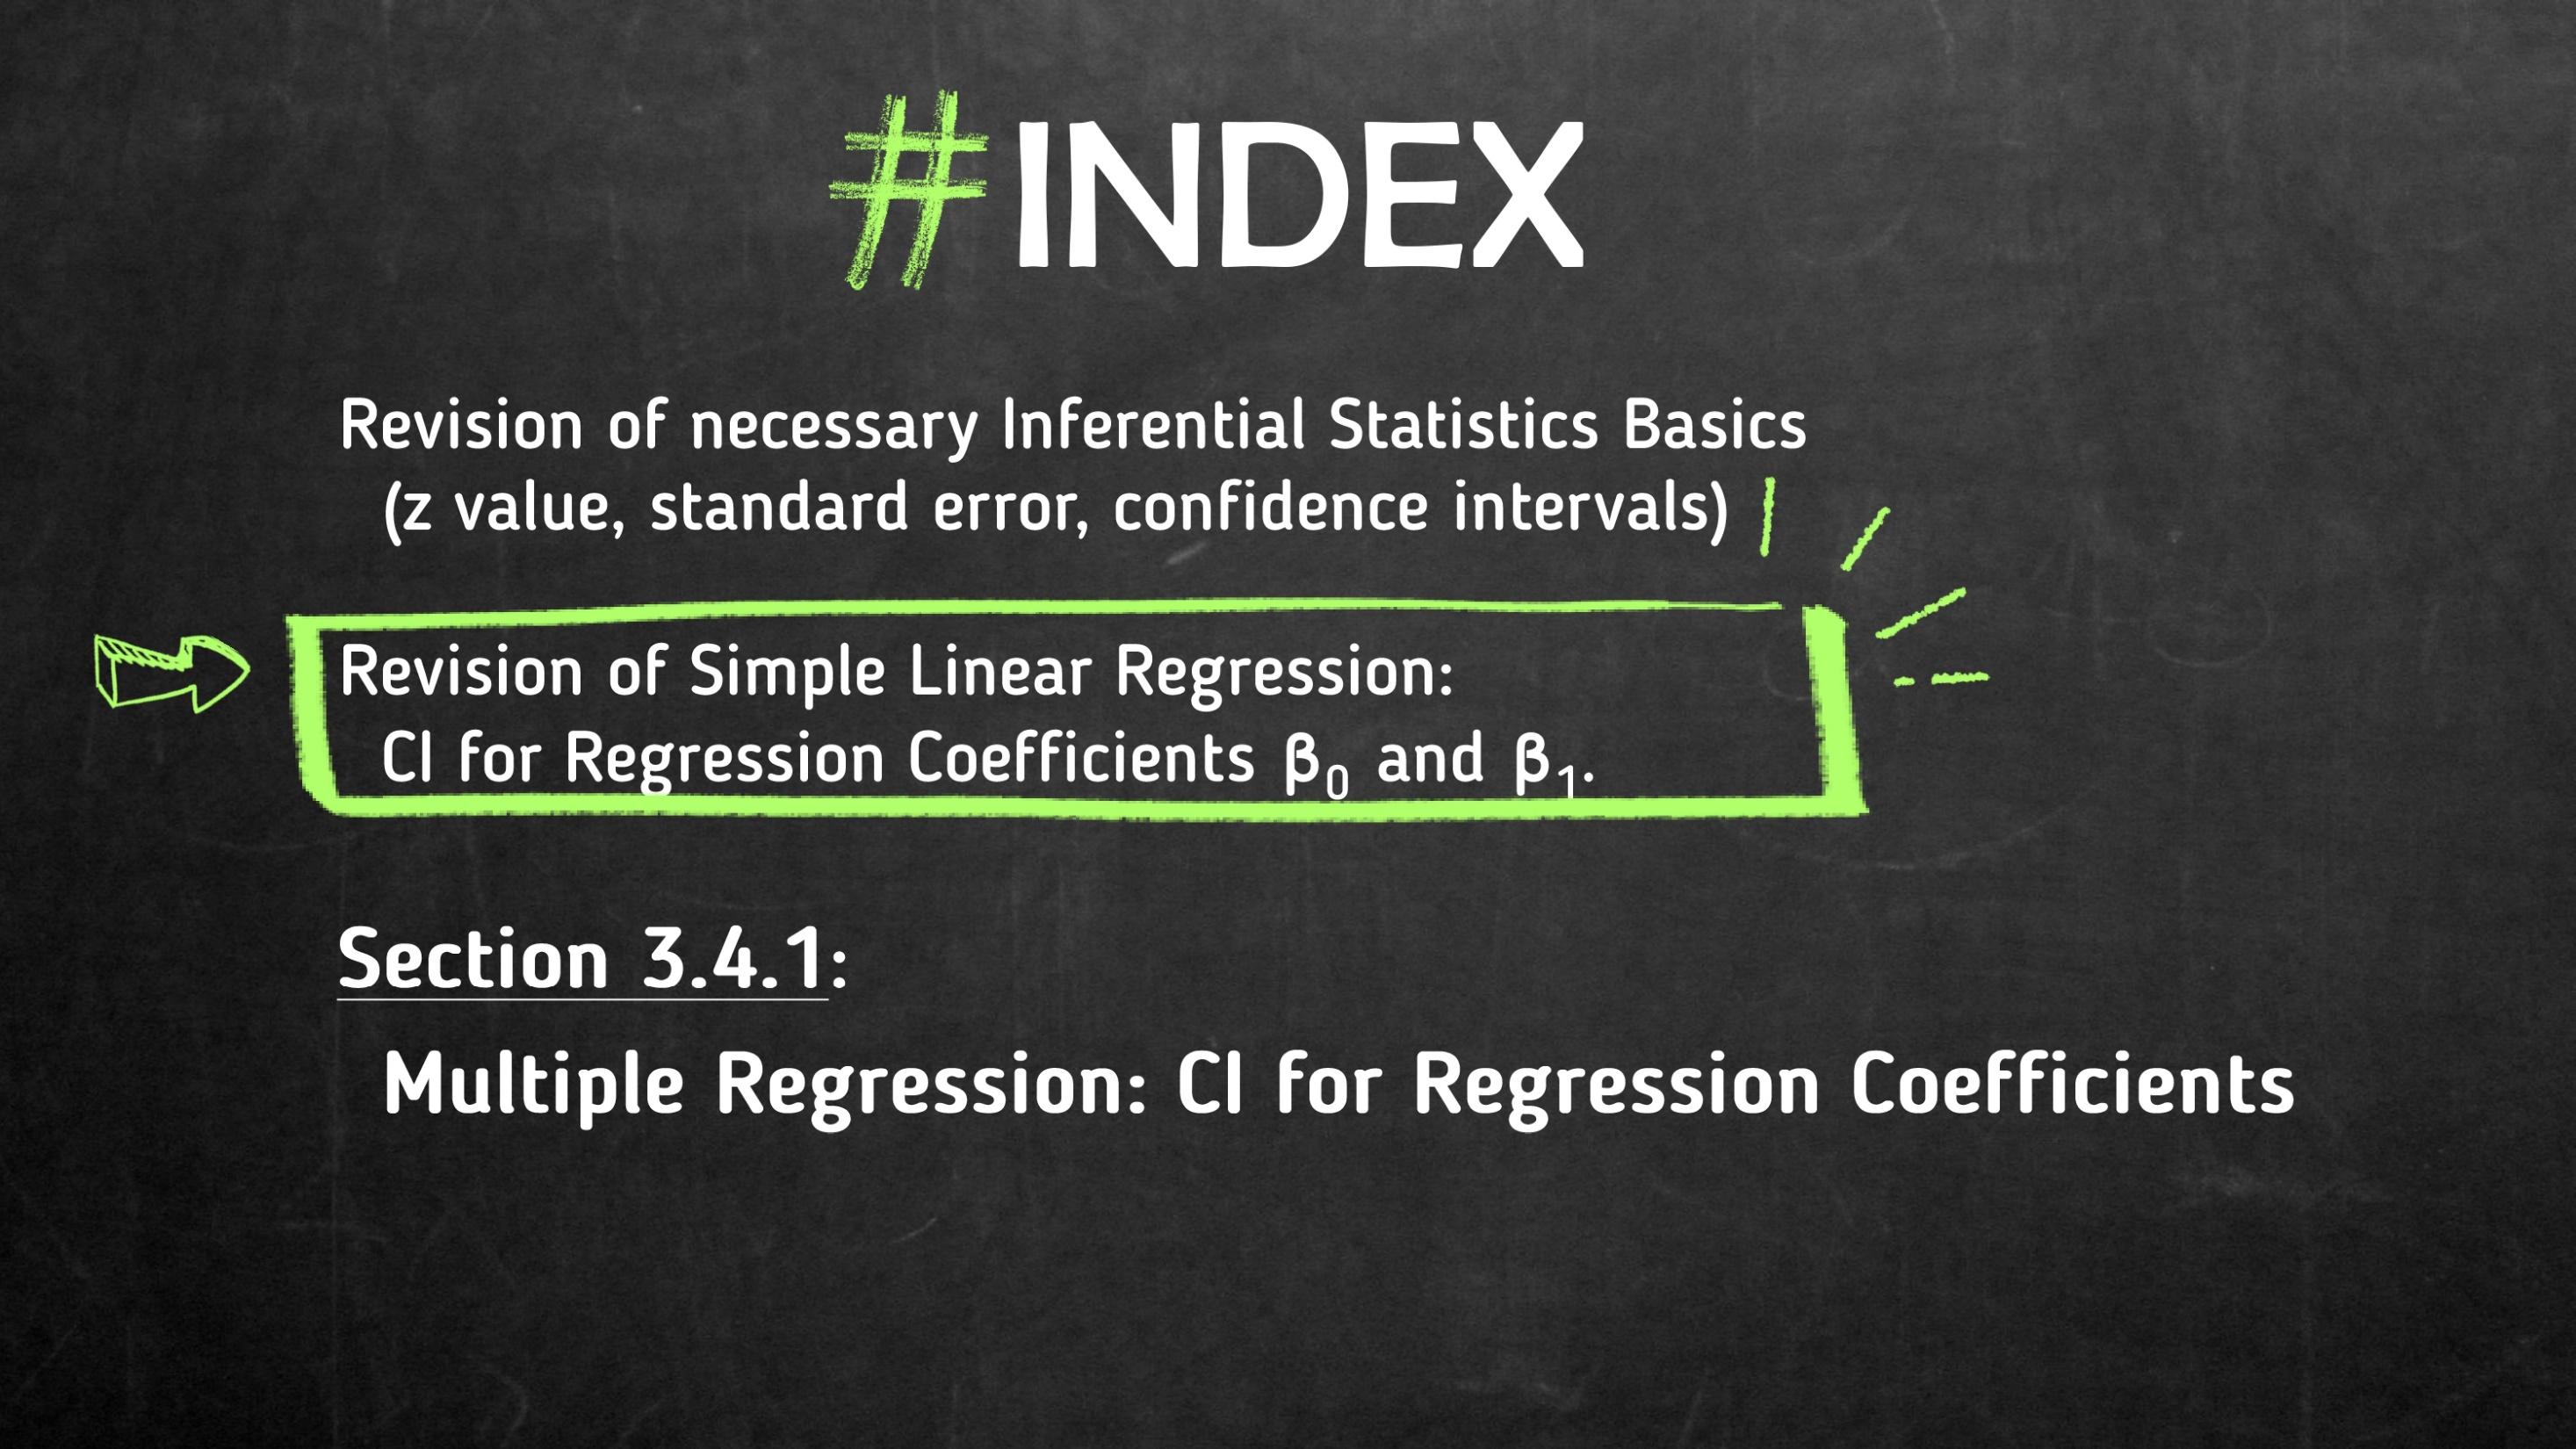 #INDEX
Revision of necessary Inferential Statistics Basics
(z value, standard error, confidence intervals)
Revision of Simple Linear Regression:
CI for Regression Coefficients β₀ and β₁.
Section 3.4.1:
Multiple Regression: CI for Regression Coefficients